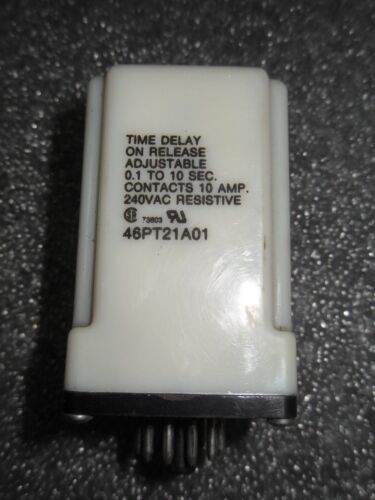 TIME DELAY
ON RELEASE
ADJUSTABLE
0.1 TO 10 SEC.
CONTACTS 10 AMP.
240VAC RESISTIVE
73603
46PT21A01